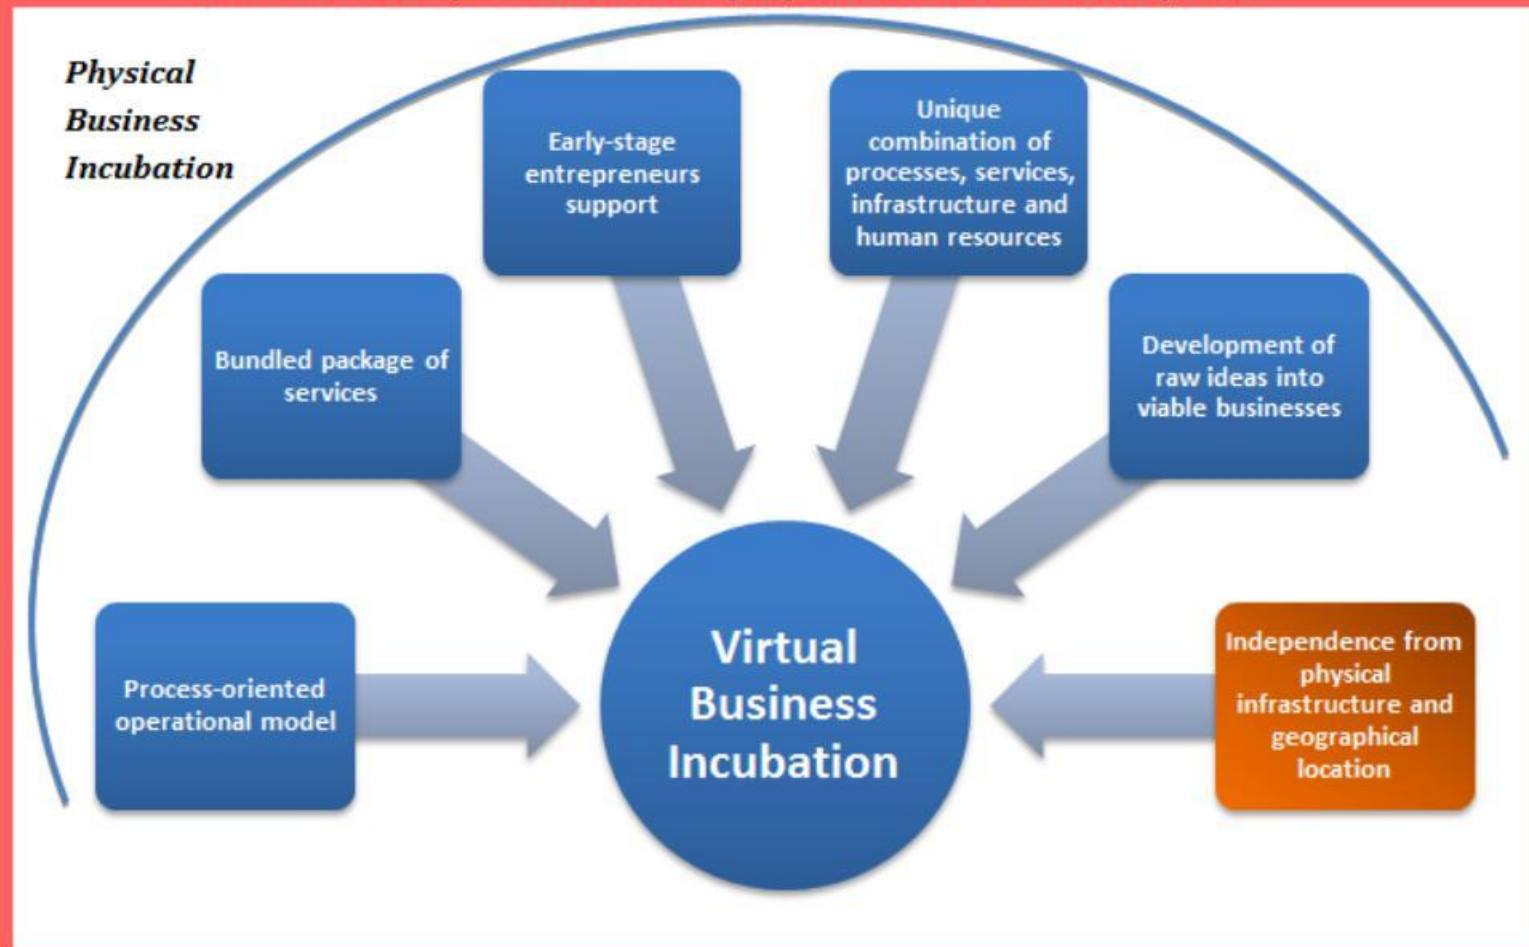 Physical
Business
Incubation
Early-stage
entrepreneurs
support
Unique
combination of
processes, services,
infrastructure and
human resources
Bundled package of
services
Development of
raw ideas into
viable businesses
Process-oriented
operational model
Virtual
Business
Incubation
Independence from
physical
infrastructure and
geographical
location